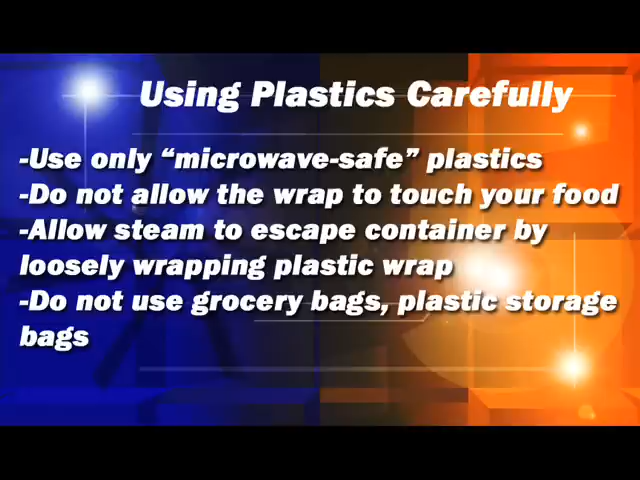 Using Plastics Carefully
-Use only “microwave-safe” plastics
-Do not allow the wrap to touch your food
-Allow steam to escape container by
loosely wrapping plastic wrap
-Do not use grocery bags, plastic storage
bags